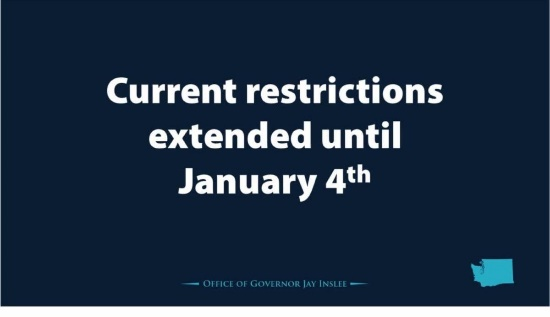 Current restrictions
extended until
January 4th
OFFICE OF GOVERNOR JAY INSLEE